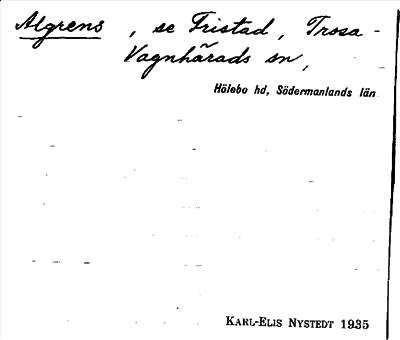 Algrens, se Fristad, Trosa-
Vagnhärads sn,
Hölebo hd, Södermanlands län
KARL-ELIS NYSTEDT 1935